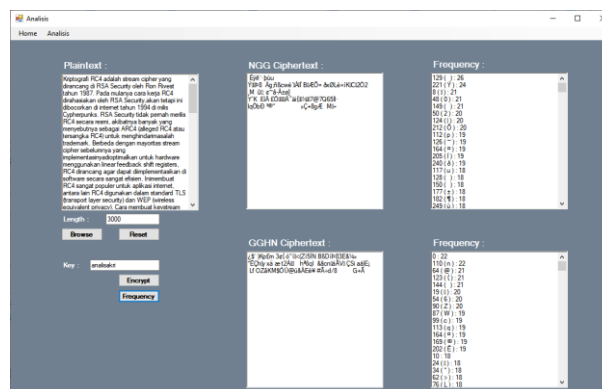 Analisis
Home Analisis
Plaintext :
Kriptografi RC4 adalah stream cipher yang
dirancang di RSA Security oleh Ron Rivest
tahun 1987. Pada mulanya cara kerja RC4
dirahasiakan oleh RSA Security,akan tetapi ini
dibocorkan di internet tahun 1994 di milis
Cypherpunks. RSA Security tidak pernah merilis
RC4 secara resmi, akibatnya banyak yang
menyebutnya sebagai ARC4 (alleged RC4 atau
tersangka RC4) untuk menghindarimasalah
trademark. Berbeda dengan mayoritas stream
cipher sebelumnya yang
implementasinyadioptimalkan untuk hardware
menggunakan linear feedback shift registers,
RC4 dirancang agar dapat diimplementasikan di
software secara sangat efisien. Inimembuat
RC4 sangat populer untuk aplikasi internet,
antara lain RC4 digunakan dalam standard TLS
(transport layer security) dan WEP (wireless
equivalent privacy). Cara membuat keystream
Length : 3000
Browse Reset
Key : analisakr
Encrypt
Frequency
NGG Ciphertext :
GGHN Ciphertext :
Frequency :
129 ( ) : 26
221 (Ý) : 24
8 ( ) : 21
48 (0) : 21
149 ( ) : 21
50 (2) : 20
124 (|) : 20
212 (Ô) : 20
112 (p) : 19
126 (~) : 19
164 (¤) : 19
205 (Í) : 19
240 (ð) : 19
117 (u) : 18
128 ( ) : 18
150 ( ) : 18
177 (±) : 18
182 (¶) : 18
249 (ù) : 18
Frequency :
0 : 22
110 (n) : 22
64 (@) : 21
123 ({) : 21
144 ( ) : 21
19 ( ) : 20
54 (6) : 20
90 (Z) : 20
87 (W) : 19
99 (c) : 19
113 (q) : 19
164 (¤) : 19
169 (©) : 19
202 (Ê) : 19
10 : 18
24 ( ) : 18
34 (") : 18
62 (>) : 18
76 (L) : 18